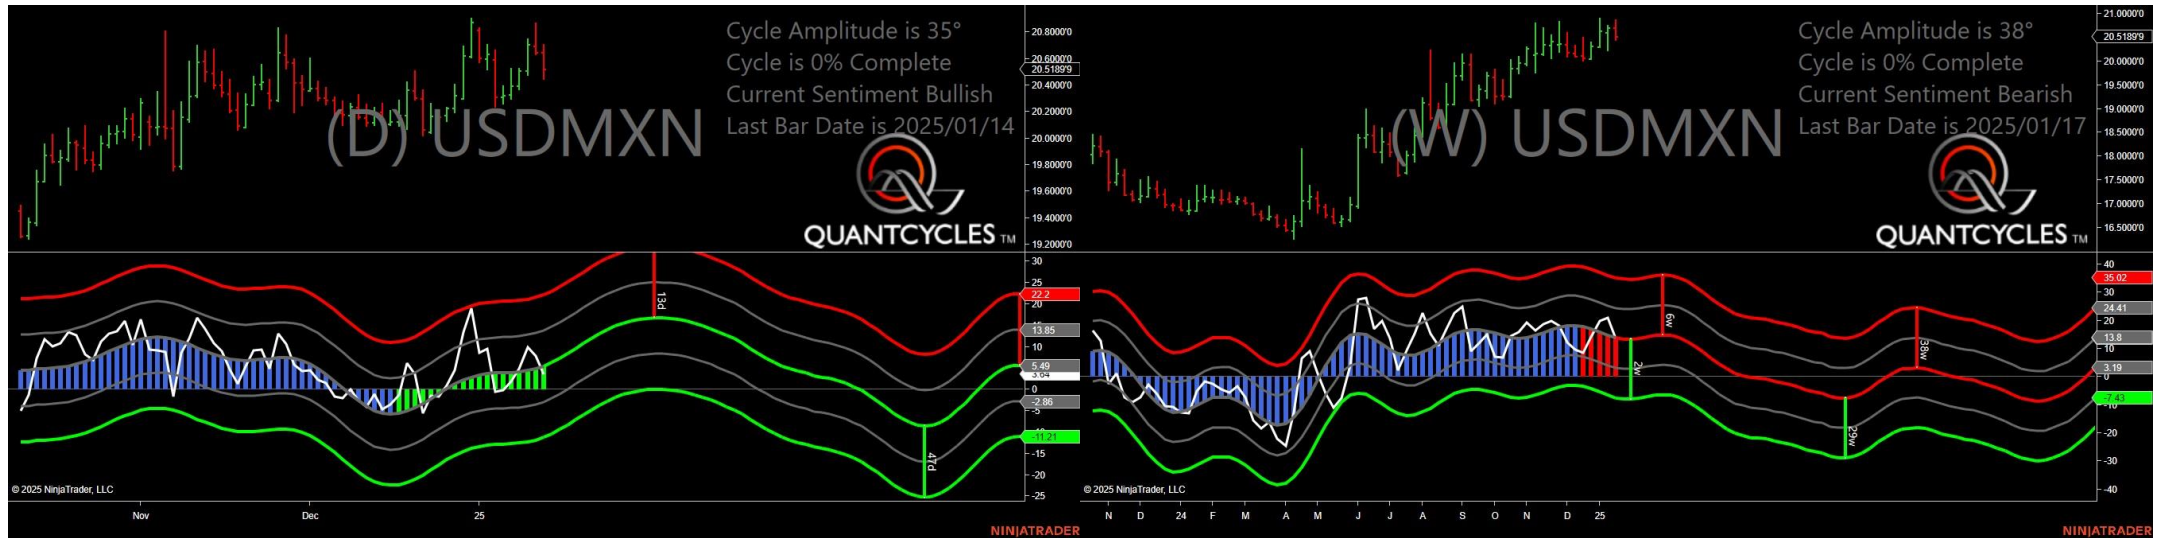 Cycle Amplitude is 35°
Cycle is 0% Complete
Current Sentiment Bullish
Last Bar Date is 2025/01/14
(D) USDMXN
QUANTCYCLES TM
20.8000'0
20.6000'0
20.5189'9
20.4000'0
20.2000'0
20.0000'0
19.8000'0
19.6000'0
19.4000'0
19.2000'0
30
25
22.2
20
13.85
10
5.49
3.64
0
-2.86
-5
-11.21
-15
-20
-25
13d
47d
© 2025 NinjaTrader, LLC
Nov
Dec
25
NINJATRADER
Cycle Amplitude is 38°
Cycle is 0% Complete
Current Sentiment Bearish
Last Bar Date is 2025/01/17
(W) USDMXN
QUANTCYCLES TM
21.0000'0
20.5189'9
20.0000'0
19.5000'0
19.0000'0
18.5000'0
18.0000'0
17.5000'0
17.0000'0
16.5000'0
40
35.02
30
24.41
20
13.8
10
3.19
0
-7.43
-20
-30
-40
6w
2w
38w
29w
© 2025 NinjaTrader, LLC
N
D
24
F
M
A
M
J
J
A
S
O
N
D
25
NINJATRADER